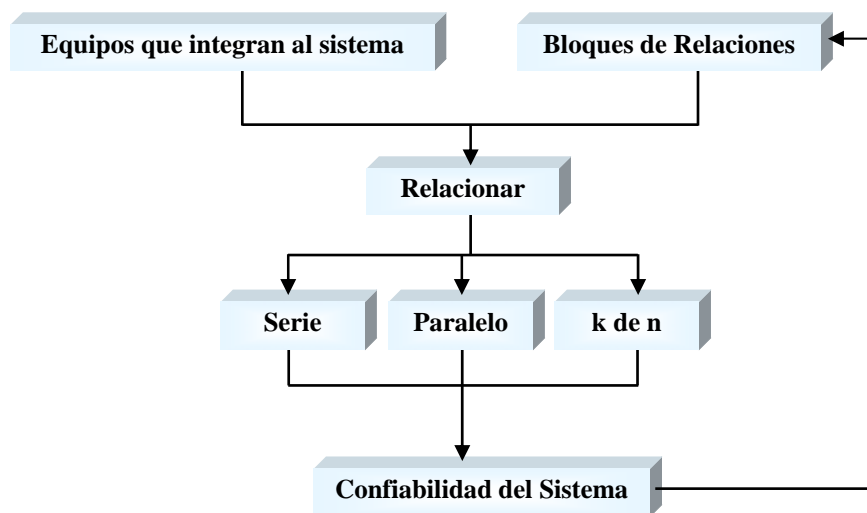 Equipos que integran al sistema
Bloques de Relaciones
Relacionar
Serie
Paralelo
k de n
Confiabilidad del Sistema